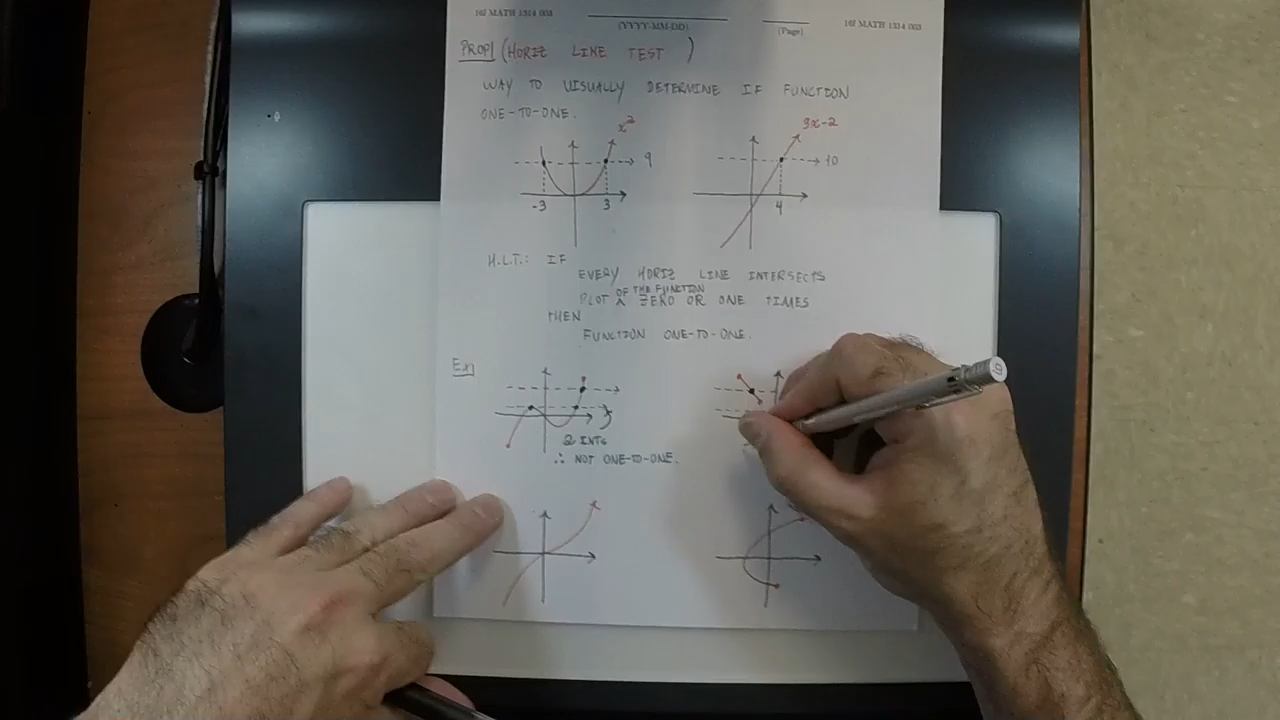 162 MATH 1314 003
(YYYY-MM-DD)
(Page)
162 MATH 1314 003
PROP (HORIZ LINE TEST)
WAY TO VISUALLY DETERMINE IF FUNCTION
ONE-TO-ONE.
x²
9
-3
3
3x-2
10
4
H.L.T.: IF
EVERY HORIZ LINE INTERSECTS
OF THE FUNCTION
PLOT ^ ZERO OR ONE TIMES
THEN
FUNCTION ONE-TO-ONE.
Ex
2 INTS
∴ NOT ONE-TO-ONE.